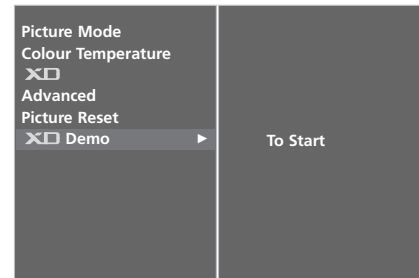 Picture Mode
Colour Temperature
XD
Advanced
Picture Reset
XD Demo ►
To Start